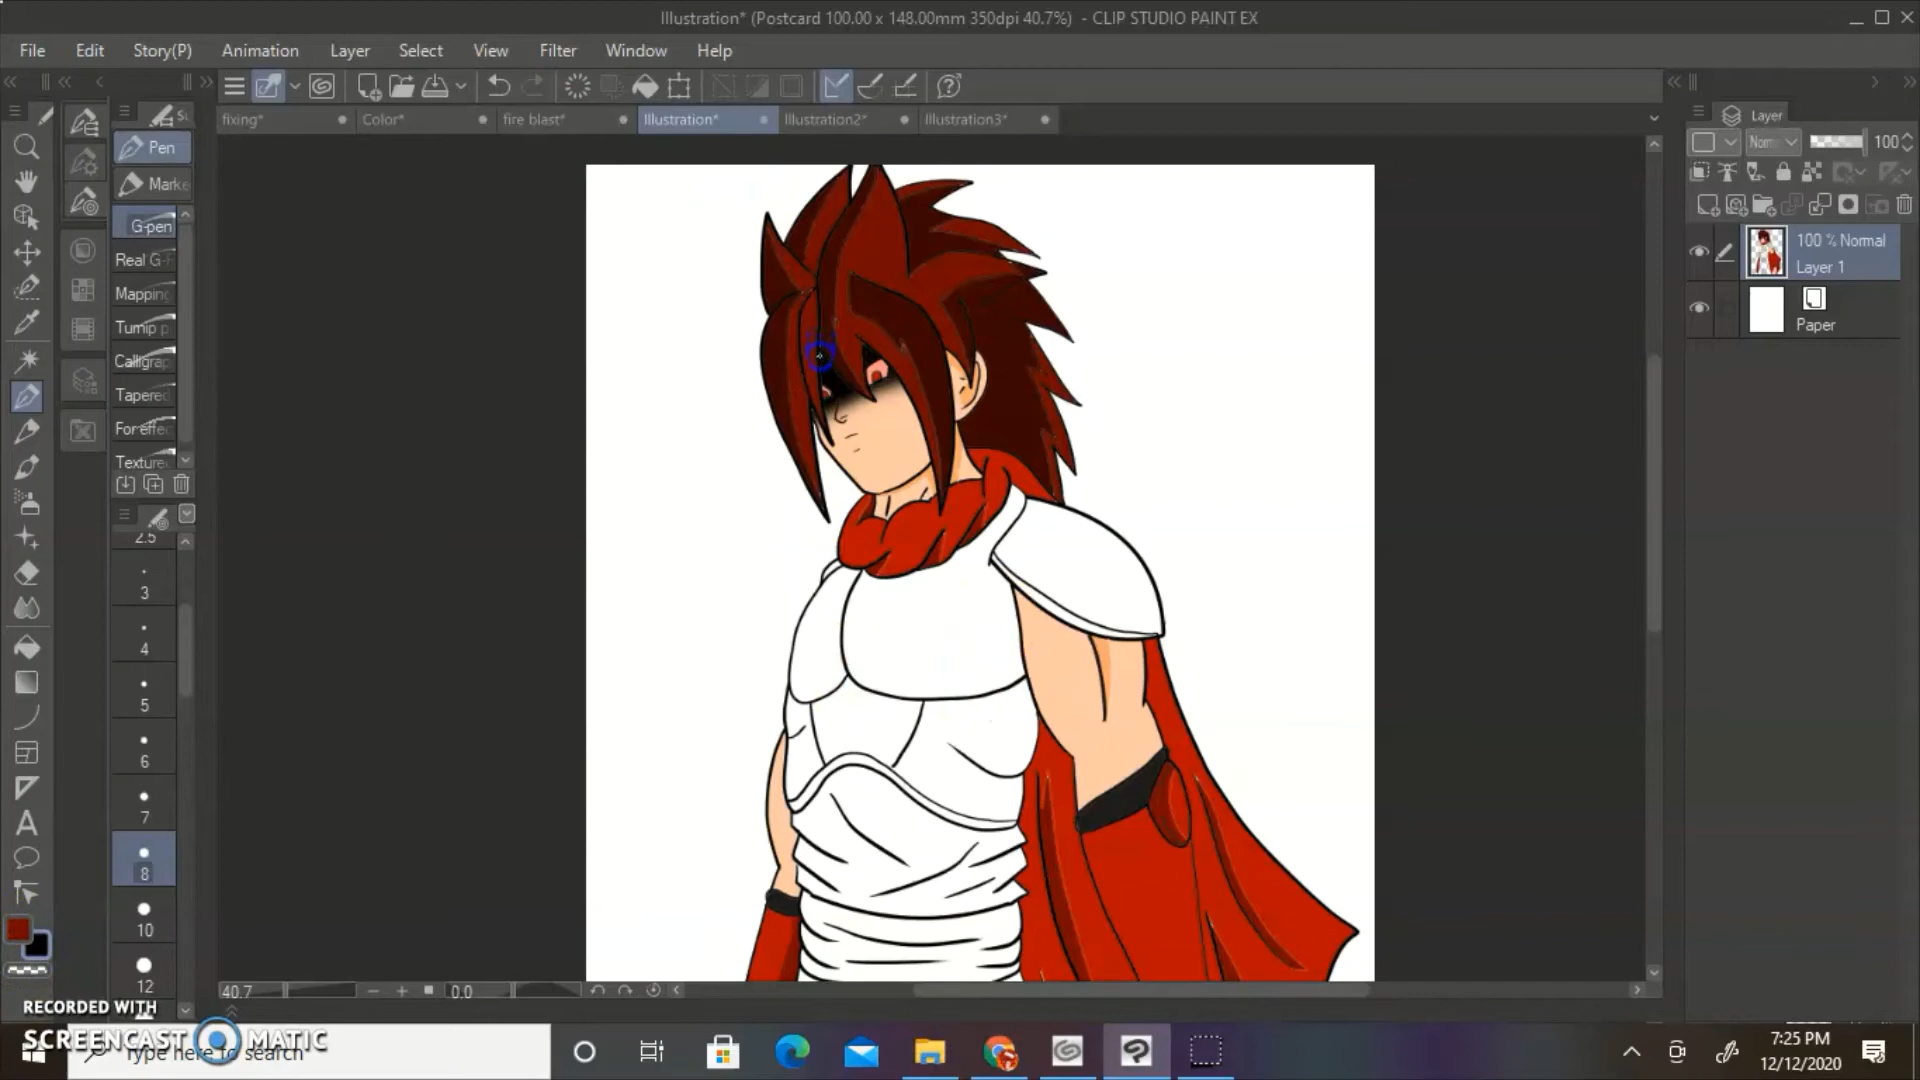 Illustration* (Postcard 100.00 x 148.00mm 350dpi 40.7%) - CLIP STUDIO PAINT EX
File Edit Story(P) Animation Layer Select View Filter Window Help
fixing* Color* fire blast* Illustration* Illustration2* Illustration3*
Layer
Pen
Marke
G-pen
Real G-F
Mapping
Turnip p
Calligrap
Tapered
For effec
Texture
Norm 100
100 % Normal
Layer 1
Paper
2.5
3
4
5
6
7
8
10
12
40.7 0.0
RECORDED WITH
SCREENCAST MATIC
Type here to search
7:25 PM
12/12/2020